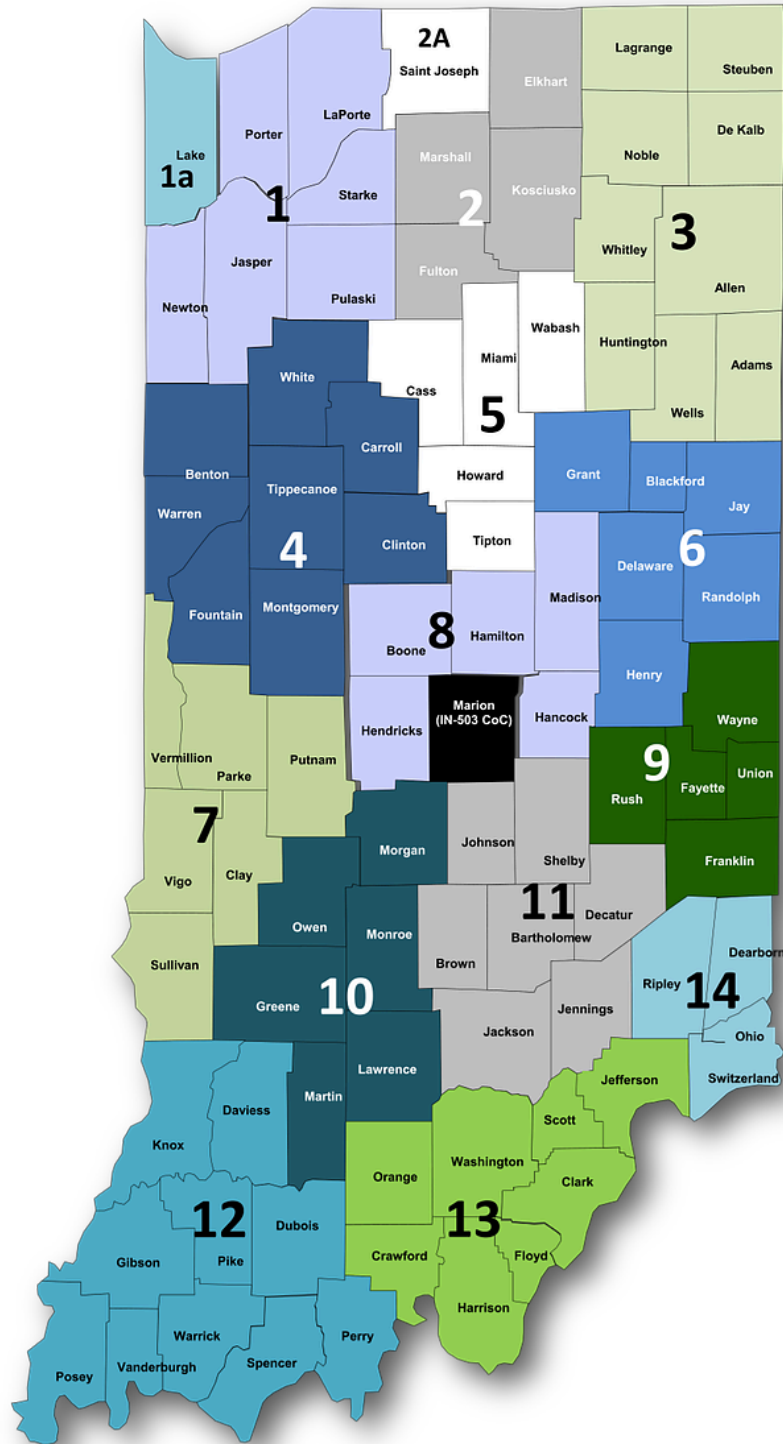 2A
Saint Joseph
Lagrange
Steuben
Elkhart
LaPorte
Porter
De Kalb
Lake
1a
Marshall
Noble
Kosciusko
Starke
1
2
3
Whitley
Jasper
Fulton
Allen
Pulaski
Newton
Wabash
Huntington
Miami
Adams
White
Cass
5
Wells
Carroll
Benton
Howard
Grant
Blackford
Tippecanoe
Jay
Warren
Clinton
4
Tipton
6
Delaware
Madison
Randolph
Montgomery
Fountain
8
Hamilton
Boone
Henry
Marion
(IN-503 CoC)
Hendricks
Hancock
Wayne
Vermillion
Putnam
Parke
9
Union
Fayette
Rush
7
Johnson
Morgan
Shelby
Franklin
Clay
Vigo
11
Decatur
Owen
Monroe
Bartholomew
Dearborn
Brown
Sullivan
Ripley
14
10
Greene
Jennings
Jackson
Ohio
Lawrence
Switzerland
Jefferson
Martin
Daviess
Scott
Knox
Washington
Orange
Clark
12
Dubois
13
Crawford
Floyd
Gibson
Pike
Harrison
Warrick
Perry
Vanderburgh
Spencer
Posey